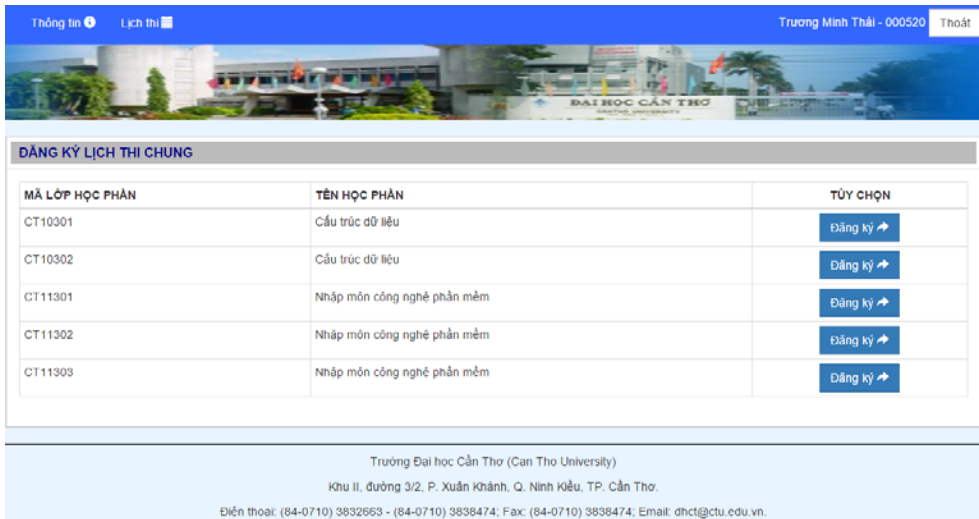 Thông tin Lịch thi Trương Minh Thái - 000520 Thoát
ĐẠI HỌC CẦN THƠ
CANTHO UNIVERSITY
ĐĂNG KÝ LỊCH THI CHUNG
MÃ LỚP HỌC PHẦN TÊN HỌC PHẦN TÙY CHỌN
CT10301 Cấu trúc dữ liệu Đăng ký
CT10302 Cấu trúc dữ liệu Đăng ký
CT11301 Nhập môn công nghệ phần mềm Đăng ký
CT11302 Nhập môn công nghệ phần mềm Đăng ký
CT11303 Nhập môn công nghệ phần mềm Đăng ký
Trường Đại học Cần Thơ (Can Tho University)
Khu II, đường 3/2, P. Xuân Khánh, Q. Ninh Kiều, TP. Cần Thơ.
Điện thoại: (84-0710) 3832663 - (84-0710) 3838474; Fax: (84-0710) 3838474; Email: dhct@ctu.edu.vn.